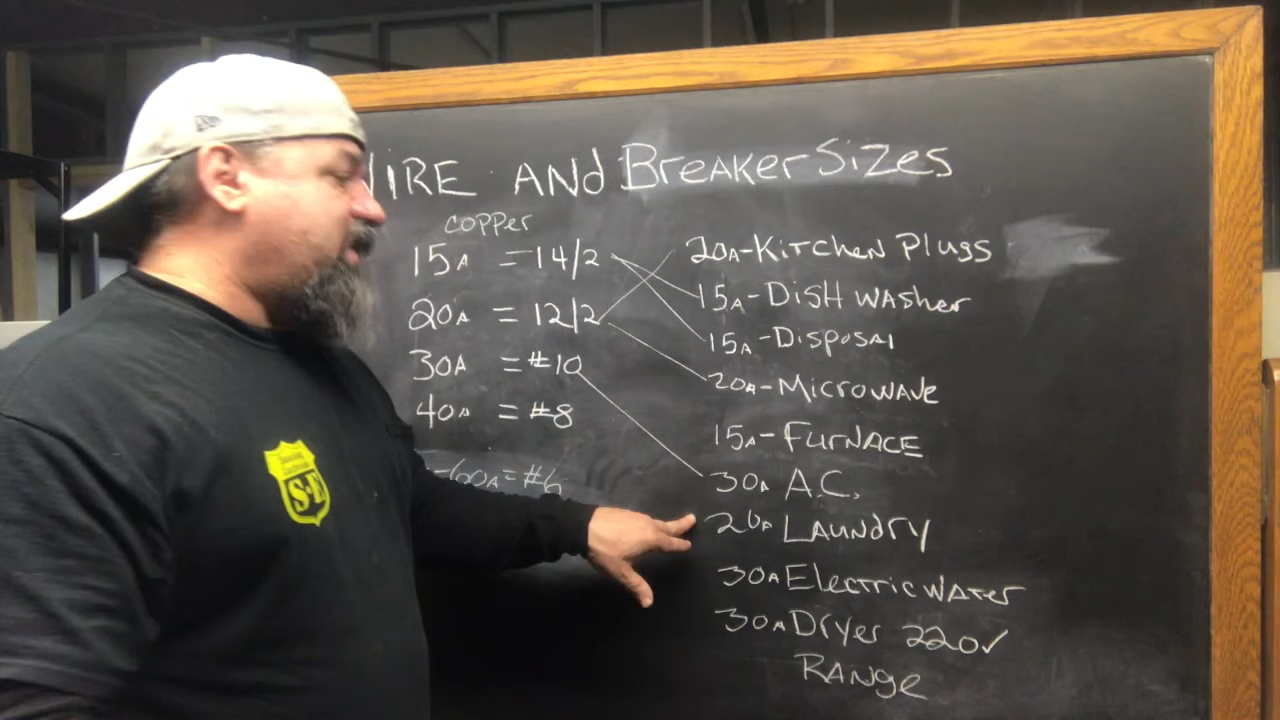 WIRE AND Breaker Sizes
copper
15A = 14/2
20A = 12/2
30A = #10
40A = #8
-60A = #6
20A-Kitchen Plugs
15A-DisH washer
15A-Disposal
20A-Microwave
15A-FURNACE
30A A.C.
20A Laundry
30A Electric Water
30A Dryer 220v
RANGE
S-E